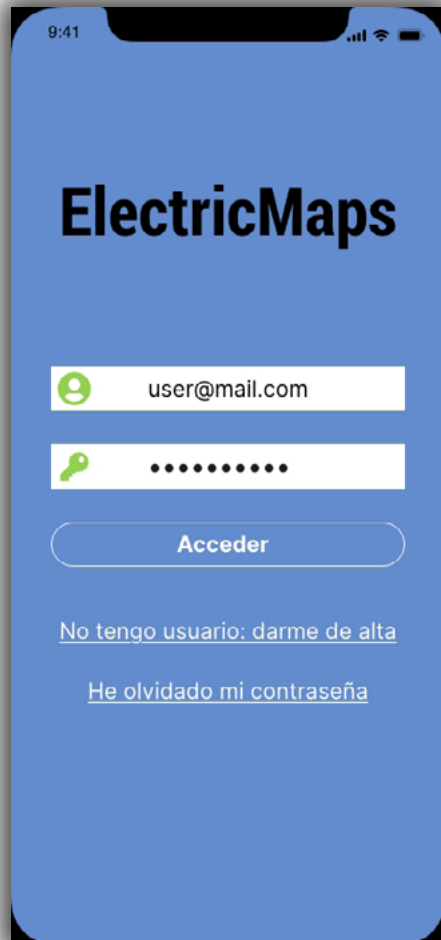 9:41
ElectricMaps
user@mail.com
••••••••••
Acceder
No tengo usuario: darme de alta
He olvidado mi contraseña